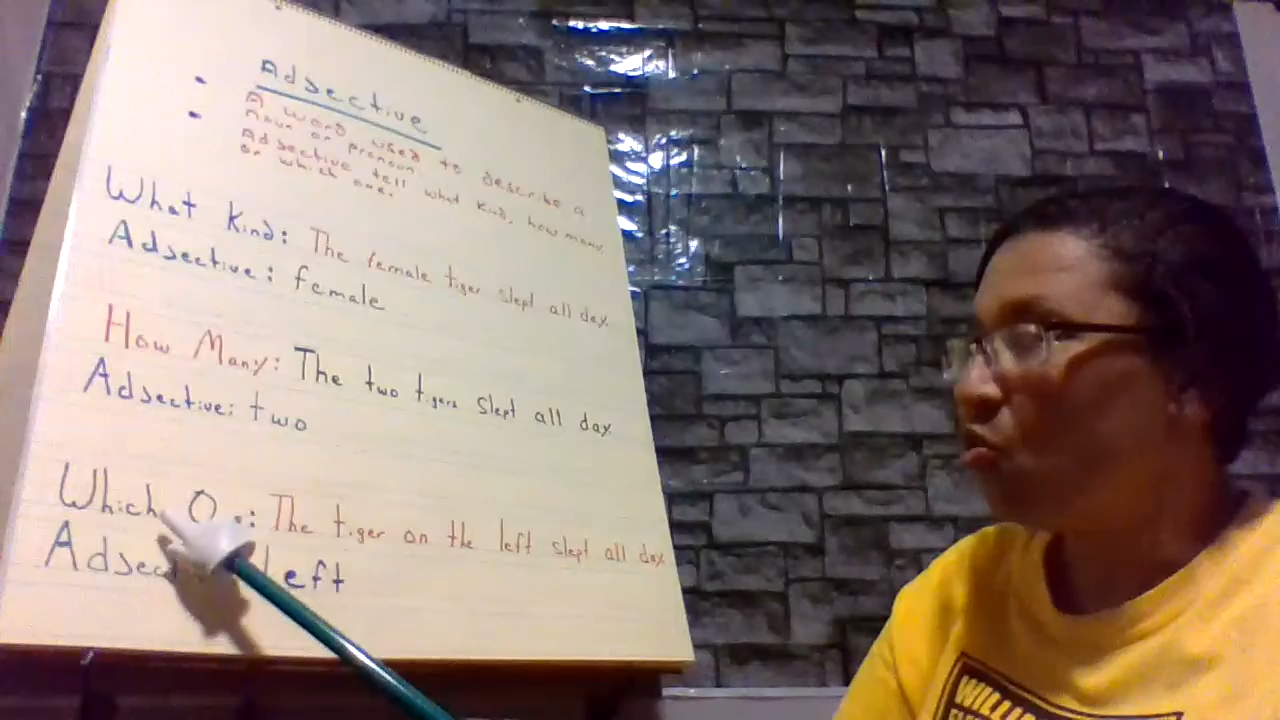 Adjective
• A word used to describe a
noun or pronoun.
• Adjective tell what kind, how many,
or which one.
What Kind: The female tiger slept all day.
Adjective: female
How Many: The two tigers slept all day.
Adjective: two
Which : The tiger on the left slept all day.
left